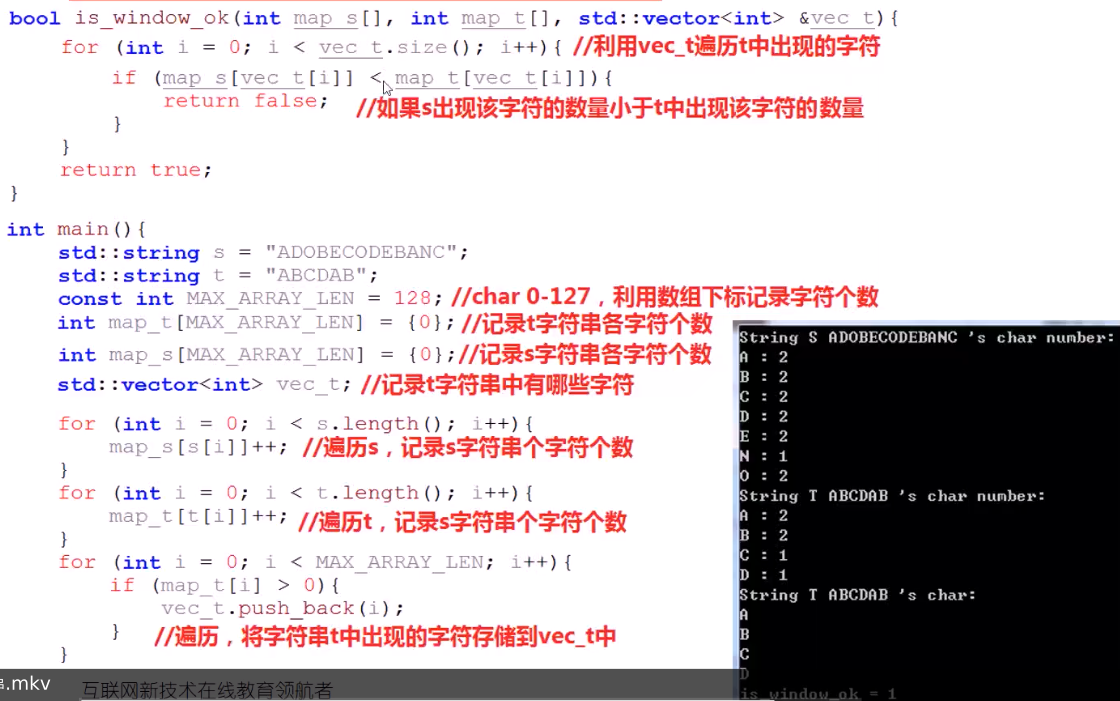 bool is_window_ok(int map_s[], int map_t[], std::vector<int> &vec_t){
for (int i = 0; i < vec_t.size(); i++){ //利用vec_t遍历t中出现的字符
if (map_s[vec_t[i]] < map_t[vec_t[i]]){
return false; //如果s出现该字符的数量小于t中出现该字符的数量
}
}
return true;
}
int main(){
std::string s = "ADOBECODEBANC";
std::string t = "ABCDAB";
const int MAX_ARRAY_LEN = 128; //char 0-127，利用数组下标记录字符个数
int map_t[MAX_ARRAY_LEN] = {0}; //记录t字符串各字符个数
int map_s[MAX_ARRAY_LEN] = {0}; //记录s字符串各字符个数
std::vector<int> vec_t; //记录t字符串中有哪些字符
for (int i = 0; i < s.length(); i++){
map_s[s[i]]++; //遍历s，记录s字符串个字符个数
}
for (int i = 0; i < t.length(); i++){
map_t[t[i]]++; //遍历t，记录s字符串个字符个数
}
for (int i = 0; i < MAX_ARRAY_LEN; i++){
if (map_t[i] > 0){
vec_t.push_back(i);
} //遍历，将字符串t中出现的字符存储到vec_t中
}
String S ADOBECODEBANC 's char number:
A : 2
B : 2
C : 2
D : 2
E : 2
N : 1
O : 2
String T ABCDAB 's char number:
A : 2
B : 2
C : 1
D : 1
String T ABCDAB 's char:
A
B
C
D
is_window_ok = 1
.mkv
互联网新技术在线教育领航者